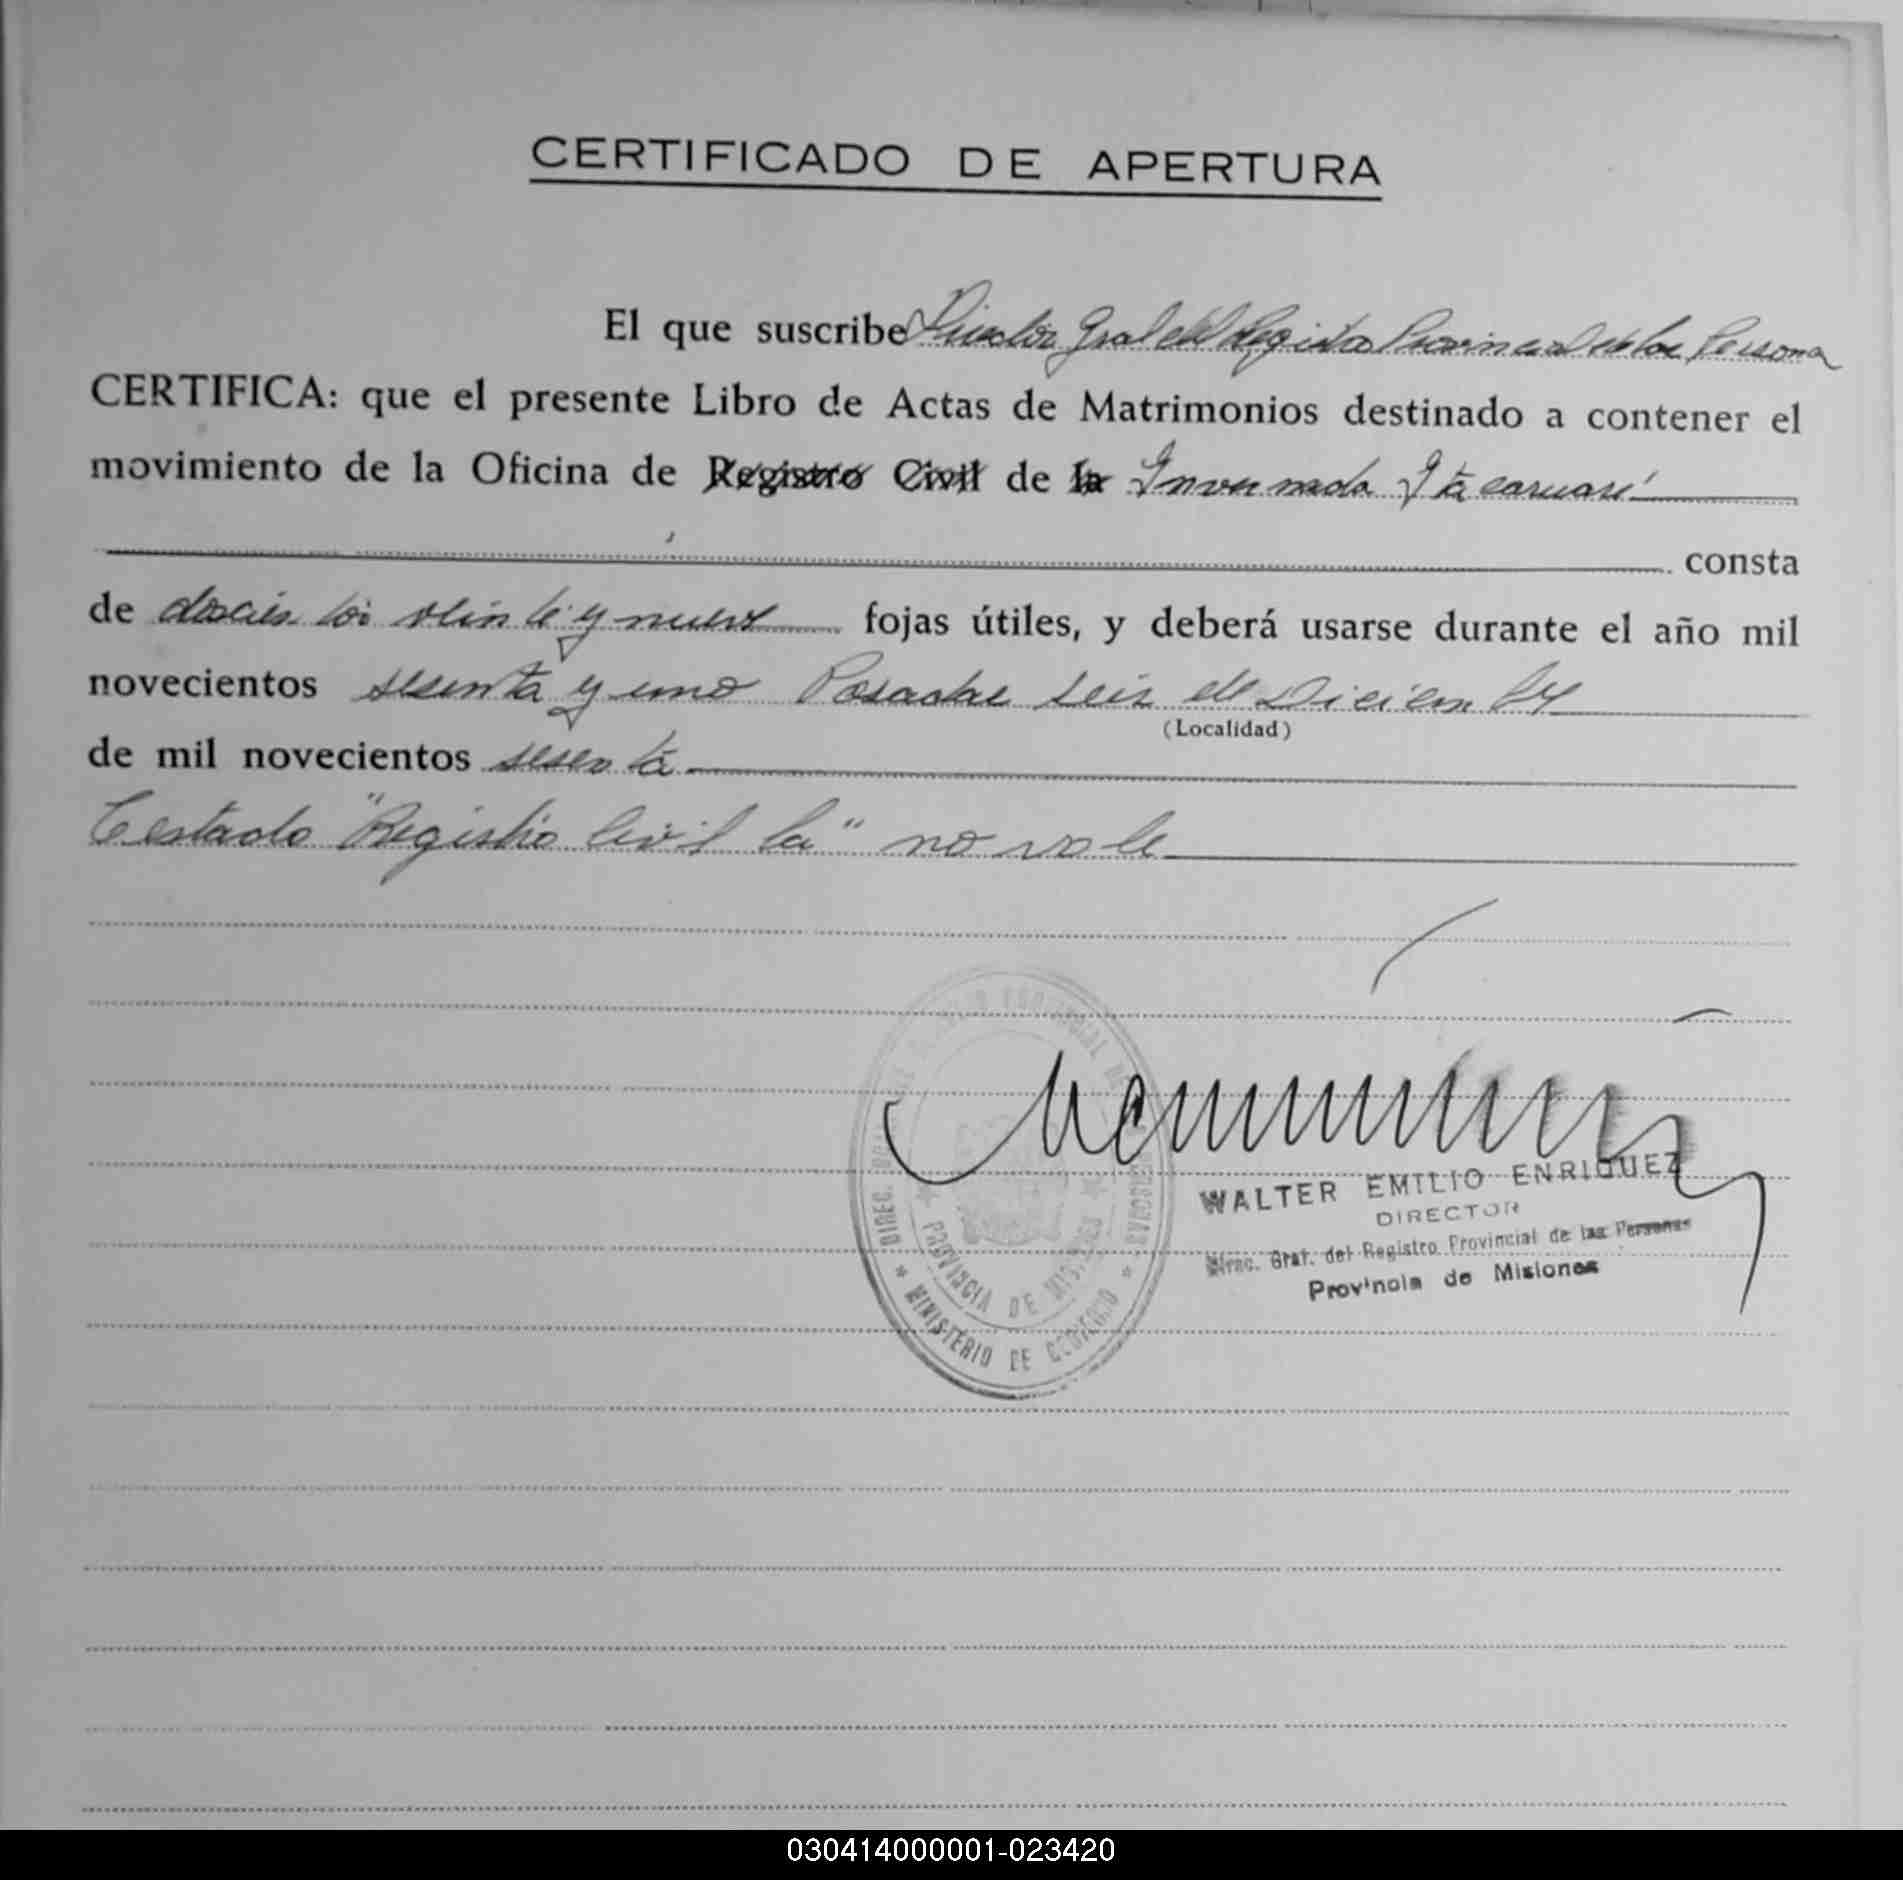 CERTIFICADO DE APERTURA
El que suscribe Director Gral del Registro Provincial de las Persona
CERTIFICA: que el presente Libro de Actas de Matrimonios destinado a contener el
movimiento de la Oficina de Registro Civil de la Invernada Itacaruaré
consta
de doscientos veinte y nueve fojas útiles, y deberá usarse durante el año mil
novecientos sesenta y uno Posadas seis de Diciembre
(Localidad)
de mil novecientos sesenta
Testado "Registro Civil la" no vale
WALTER EMILIO ENRIQUEZ
DIRECTOR
Direc. Gral. del Registro Provincial de las Personas
Provincia de Misiones
PROVINCIA DE MISIONES
MINISTERIO DE GOBIERNO
030414000001-023420